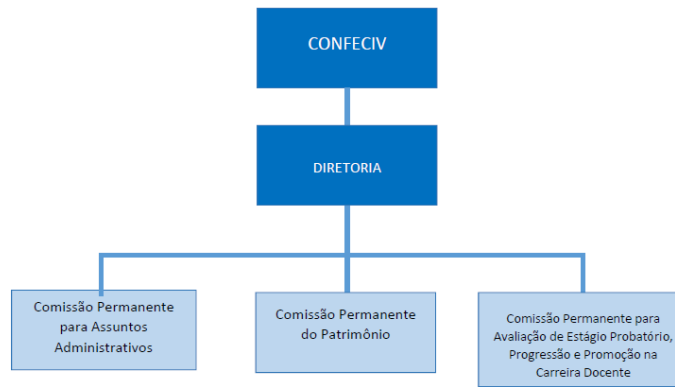 CONFECIV
DIRETORIA
Comissão Permanente
para Assuntos
Administrativos
Comissão Permanente
do Patrimônio
Comissão Permanente para
Avaliação de Estágio Probatório,
Progressão e Promoção na
Carreira Docente